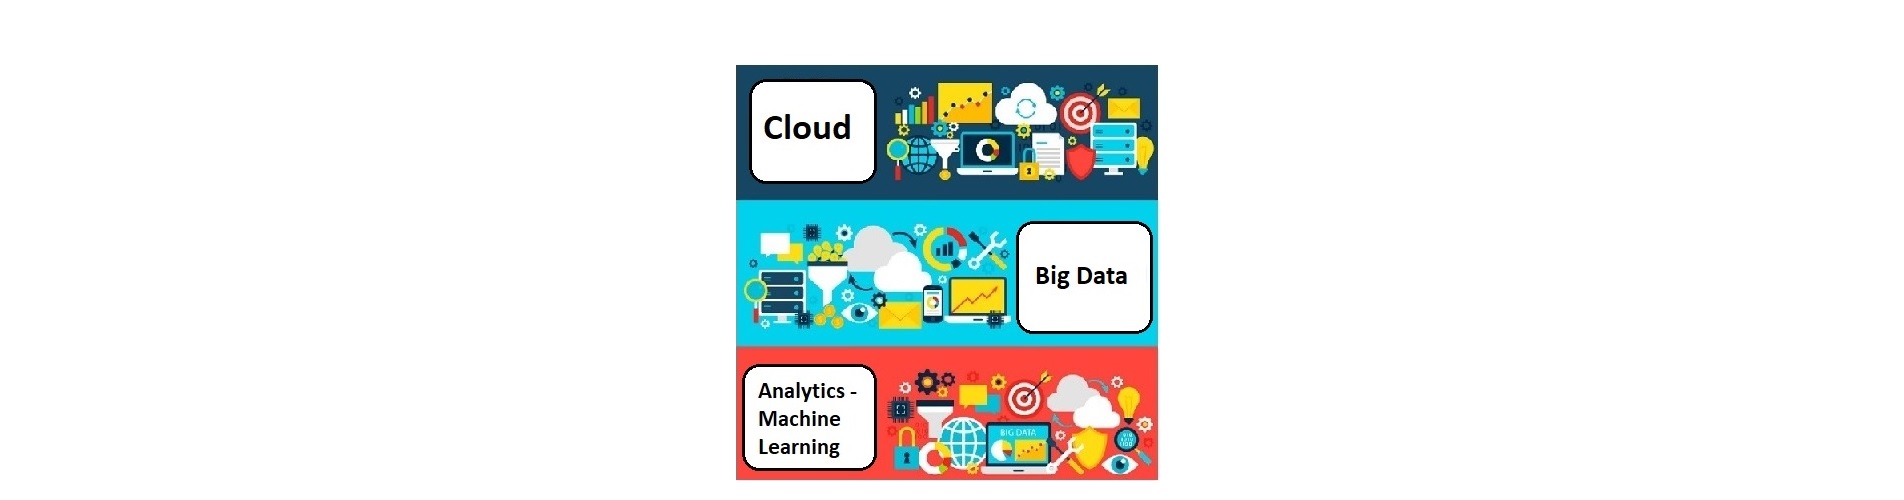 Cloud
Big Data
Analytics -
Machine
Learning
BIG DATA